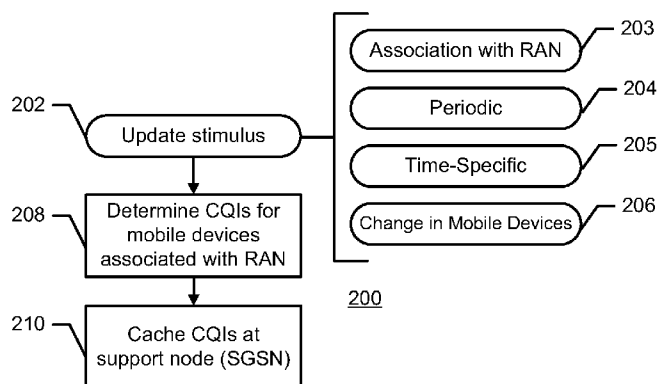 202
Update stimulus
Association with RAN
203
Periodic
204
Time-Specific
205
Change in Mobile Devices
206
208
Determine CQIs for
mobile devices
associated with RAN
200
210
Cache CQIs at
support node (SGSN)